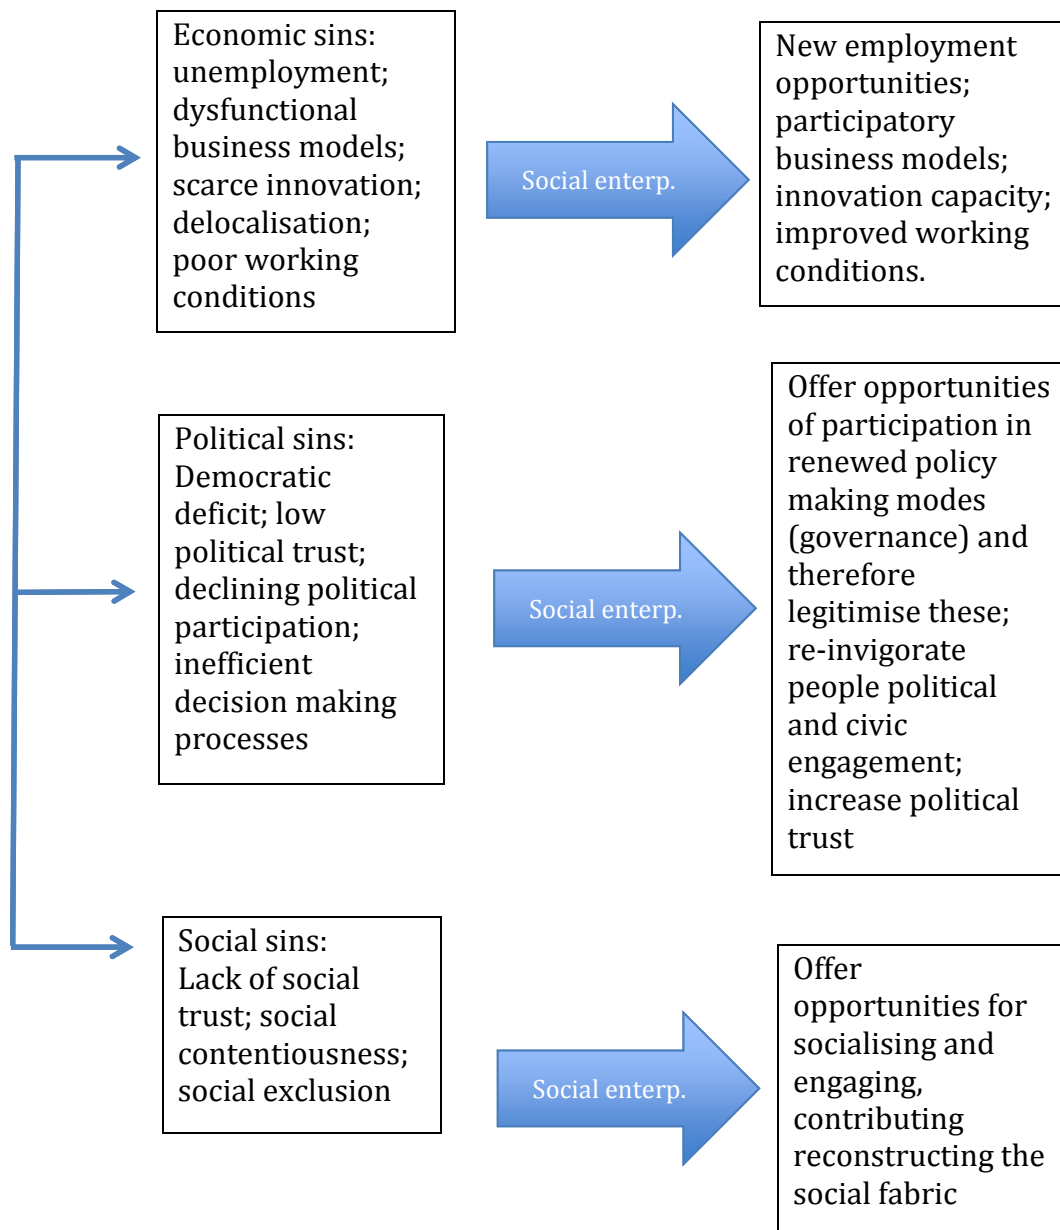 Economic sins:
unemployment;
dysfunctional
business models;
scarce innovation;
delocalisation;
poor working
conditions
Social enterp.
New employment
opportunities;
participatory
business models;
innovation capacity;
improved working
conditions.
Political sins:
Democratic
deficit; low
political trust;
declining political
participation;
inefficient
decision making
processes
Social enterp.
Offer opportunities
of participation in
renewed policy
making modes
(governance) and
therefore
legitimise these;
re-invigorate
people political
and civic
engagement;
increase political
trust
Social sins:
Lack of social
trust; social
contentiousness;
social exclusion
Social enterp.
Offer
opportunities for
socialising and
engaging,
contributing
reconstructing the
social fabric